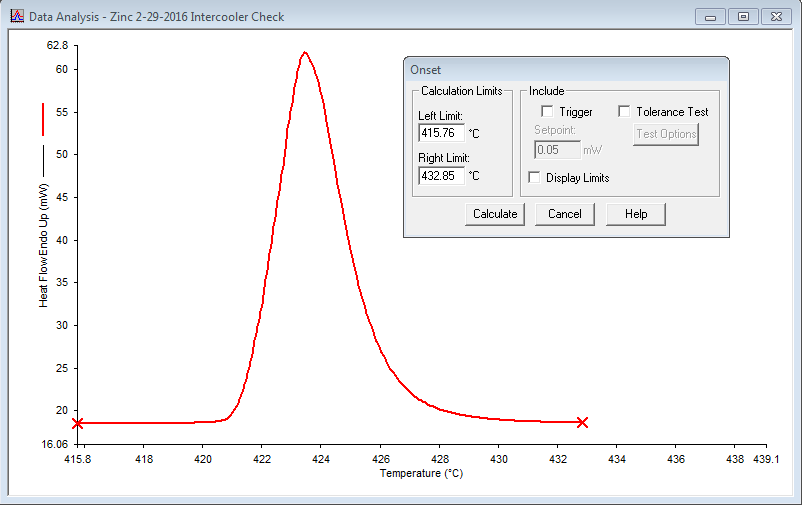 Data Analysis - Zinc 2-29-2016 Intercooler Check
62.8
60
55
50
45
40
35
30
25
20
16.06
Heat Flow Endo Up (mW)
415.8 418 420 422 424 426 428 430 432 434 436 438 439.1
Temperature (°C)
Onset
Calculation Limits
Left Limit:
415.76 °C
Right Limit:
432.85 °C
Include
Trigger
Tolerance Test
Setpoint:
0.05 mW
Test Options
Display Limits
Calculate
Cancel
Help